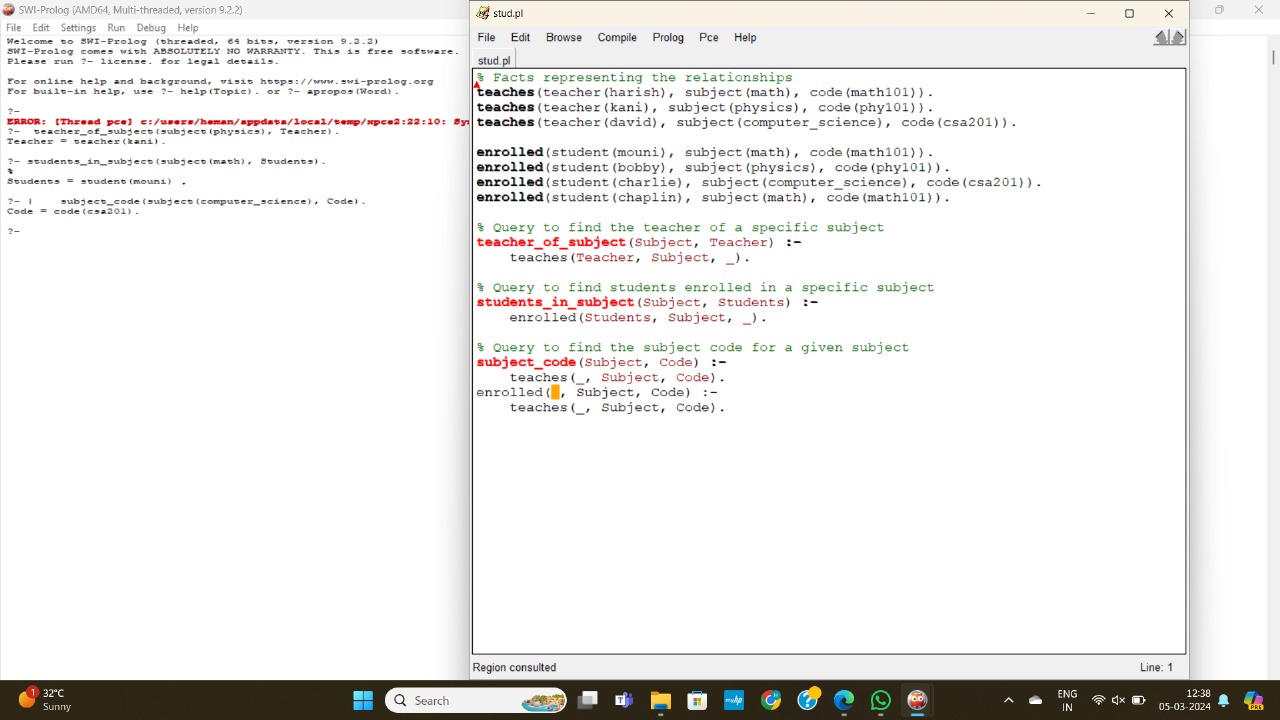 SWI-Prolog (AMD64, Multi-threaded, version 9.2.2)
File Edit Settings Run Debug Help
Welcome to SWI-Prolog (threaded, 64 bits, version 9.2.2)
SWI-Prolog comes with ABSOLUTELY NO WARRANTY. This is free software.
Please run ?- license. for legal details.
For online help and background, visit https://www.swi-prolog.org
For built-in help, use ?- help(Topic). or ?- apropos(Word).
?-
ERROR: [Thread pce] c:/users/heman/appdata/local/temp/xpce2:22:10: Syn
?-  teacher_of_subject(subject(physics), Teacher).
Teacher = teacher(kani).
?- students_in_subject(subject(math), Students).
%
Students = student(mouni) .
?- |    subject_code(subject(computer_science), Code).
Code = code(csa201).
?-
stud.pl
File Edit Browse Compile Prolog Pce Help
stud.pl
% Facts representing the relationships
teaches(teacher(harish), subject(math), code(math101)).
teaches(teacher(kani), subject(physics), code(phy101)).
teaches(teacher(david), subject(computer_science), code(csa201)).
enrolled(student(mouni), subject(math), code(math101)).
enrolled(student(bobby), subject(physics), code(phy101)).
enrolled(student(charlie), subject(computer_science), code(csa201)).
enrolled(student(chaplin), subject(math), code(math101)).
% Query to find the teacher of a specific subject
teacher_of_subject(Subject, Teacher) :-
    teaches(Teacher, Subject, _).
% Query to find students enrolled in a specific subject
students_in_subject(Subject, Students) :-
    enrolled(Students, Subject, _).
% Query to find the subject code for a given subject
subject_code(Subject, Code) :-
    teaches(_, Subject, Code).
enrolled(_, Subject, Code) :-
    teaches(_, Subject, Code).
Region consulted Line: 1
1 32°C
Sunny
Search
ENG
IN
12:38
05-03-2024